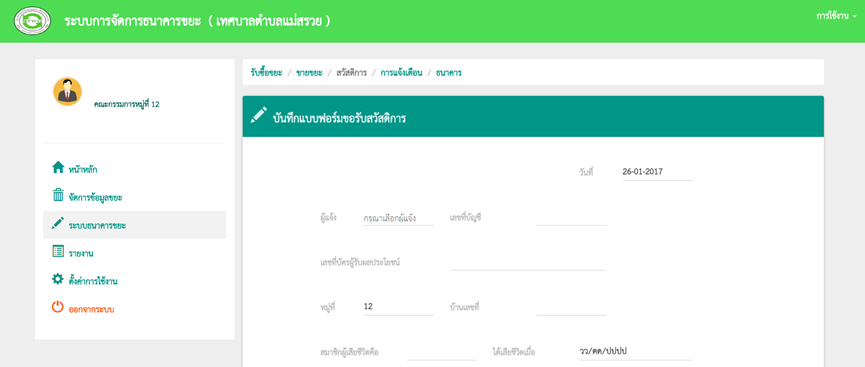 ระบบการจัดการธนาคารขยะ ( เทศบาลตำบลแม่สรวย )
การใช้งาน
คณะกรรมการหมู่ที่ 12
หน้าหลัก
จัดการข้อมูลขยะ
ระบบธนาคารขยะ
รายงาน
ตั้งค่าการใช้งาน
ออกจากระบบ
รับซื้อขยะ / ขายขยะ / สวัสดิการ / การแจ้งเตือน / ธนาคาร
บันทึกแบบฟอร์มขอรับสวัสดิการ
วันที่ 26-01-2017
ผู้แจ้ง กรุณาเลือกผู้แจ้ง เลขที่บัญชี
เลขที่บัตรผู้รับผลประโยชน์
หมู่ที่ 12 บ้านเลขที่
สมาชิกผู้เสียชีวิตคือ ได้เสียชีวิตเมื่อ วว/ดด/ปปปป